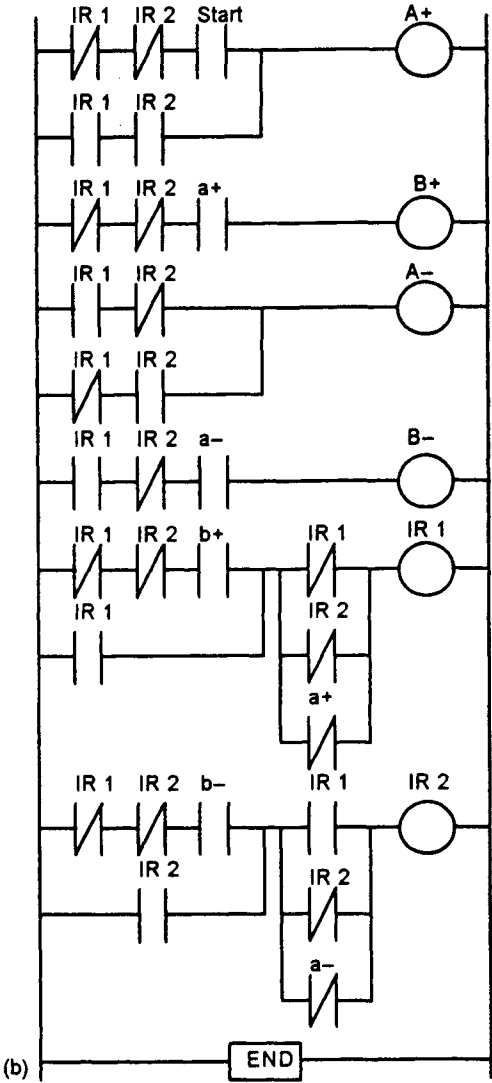 IR 1 IR 2 Start A+
IR 1 IR 2
IR 1 IR 2 a+ B+
IR 1 IR 2 A–
IR 1 IR 2
IR 1 IR 2 a– B–
IR 1 IR 2 b+ IR 1 IR 1
IR 1 IR 2
a+
IR 1 IR 2 b– IR 1 IR 2
IR 2 IR 2
a–
(b) END